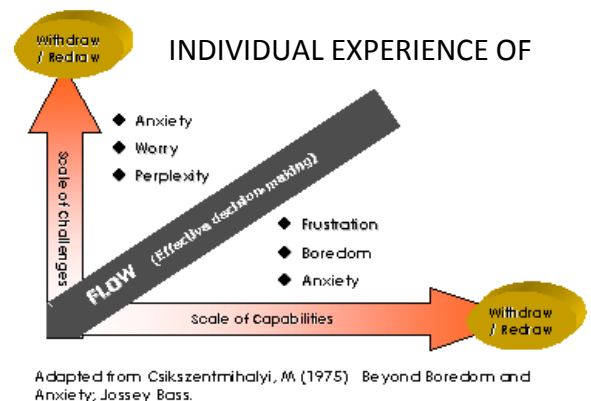 Withdraw
/ Redraw
INDIVIDUAL EXPERIENCE OF
◆ Anxiety
◆ Worry
◆ Perplexity
Scale of Challenges
FLOW (Effective decision-making)
◆ Frustration
◆ Boredom
◆ Anxiety
Scale of Capabilities
Withdraw
/ Redraw
Adapted from Csikszentmihalyi, M (1975) Beyond Boredom and
Anxiety; Jossey Bass.